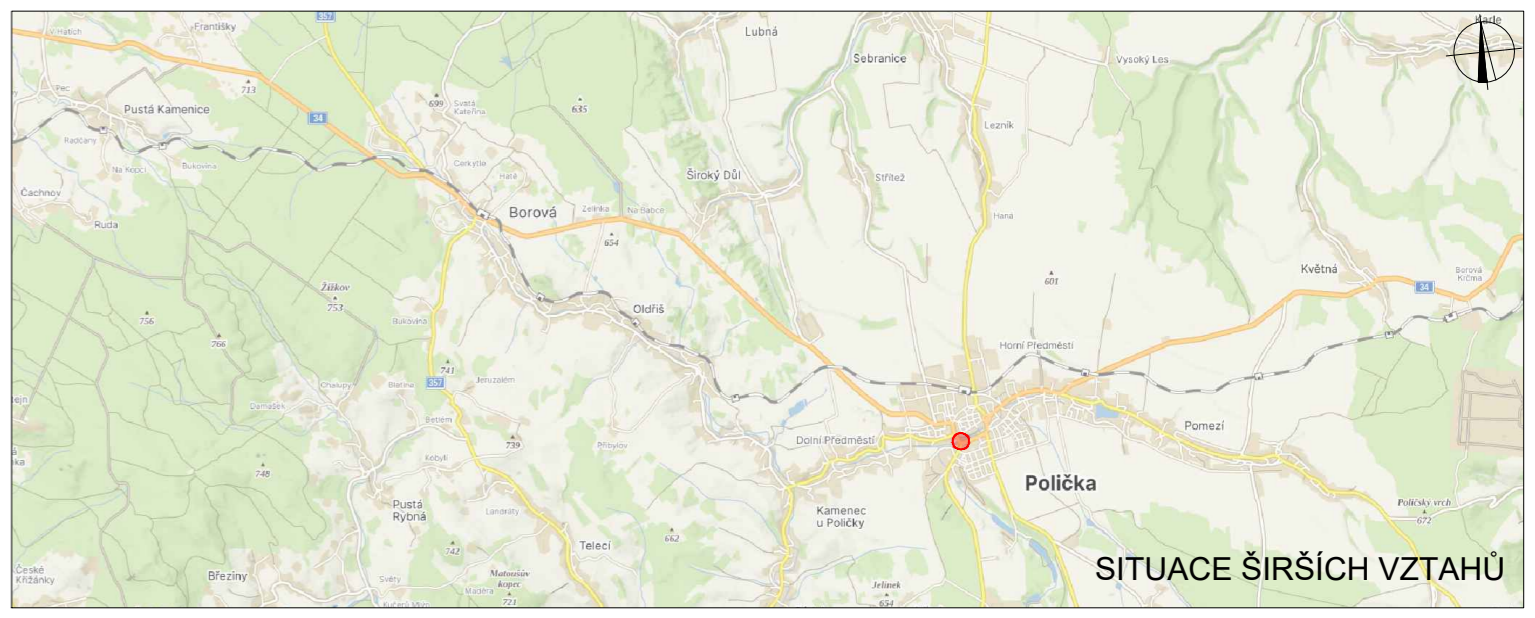 V Hatích
Františky
357
Lubná
Karle
Sebranice
Vysoký Les
Pec
713
Pustá Kamenice
699
Svatá
Kateřina
635
34
Lezník
Radčany
Na Kopci
Bukovina
Cerkytle
Hatě
Široký Důl
Střítež
Čachnov
Ruda
Borová
Zelinka
Na Babce
Haná
654
Květná
Borová
Krčma
601
34
Žižkov
753
756
766
Oldřiš
Bukovina
Horní Předměstí
741
357
Jeruzalém
Chalupy
Blatina
Damašek
Betlém
739
Přibylov
Dolní Předměstí
Pomezí
Kobylí
748
Polička
Pustá
Rybná
Landráty
Kamenec
u Poličky
Poličský vrch
672
662
Telecí
742
České
Křižánky
Březiny
Světy
Maděra
Matoušův
kopec
721
Jelínek
654
SITUACE ŠIRŠÍCH VZTAHŮ